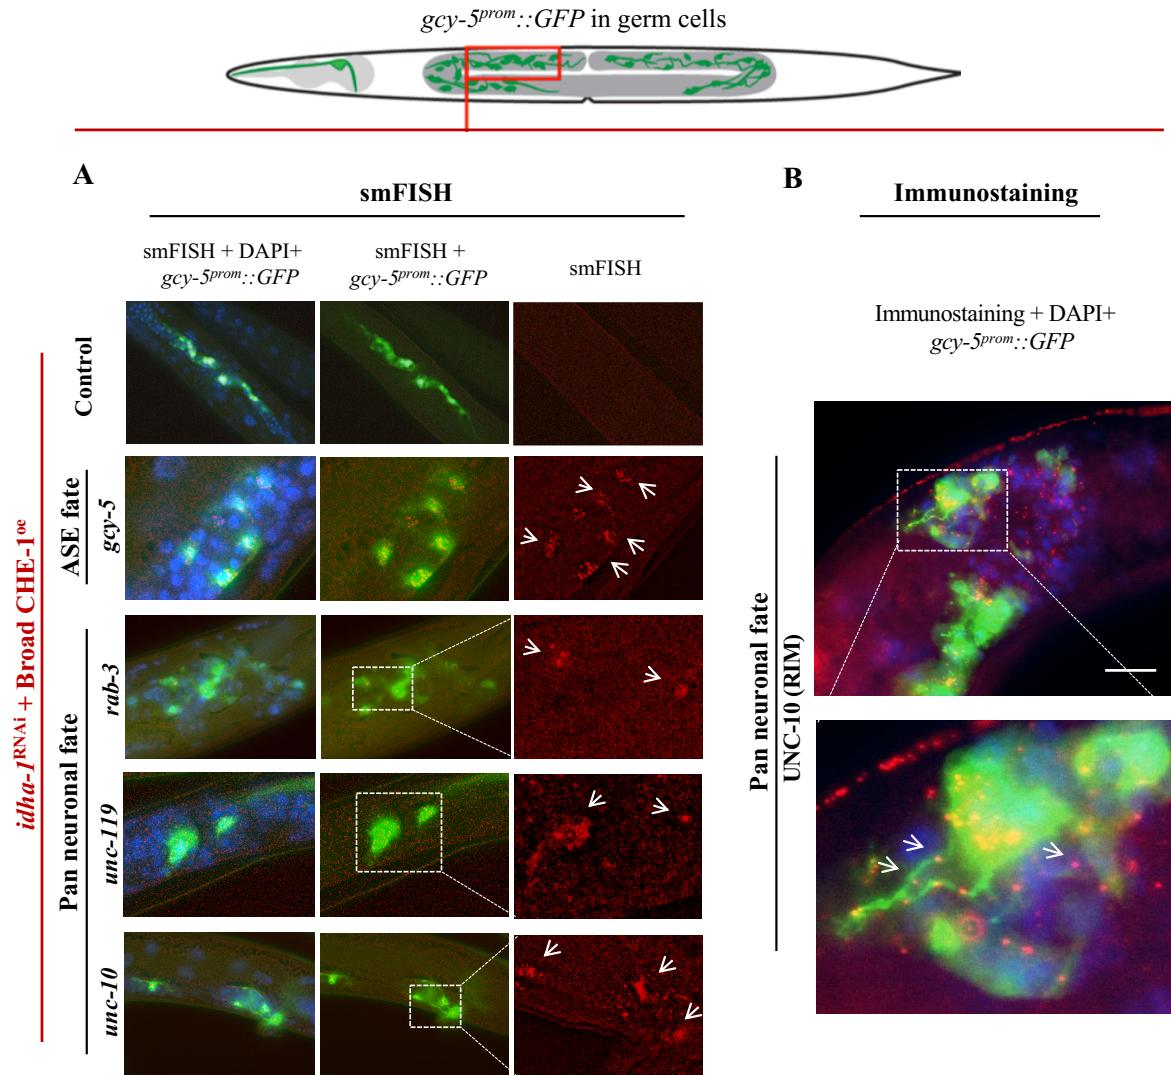 gcy-5prom::GFP in germ cells
A
smFISH
smFISH + DAPI+
gcy-5prom::GFP
smFISH +
gcy-5prom::GFP
smFISH
idha-1RNAi + Broad CHE-1oe
Control
ASE fate
gcy-5
Pan neuronal fate
rab-3
unc-119
unc-10
B
Immunostaining
Immunostaining + DAPI+
gcy-5prom::GFP
Pan neuronal fate
UNC-10 (RIM)